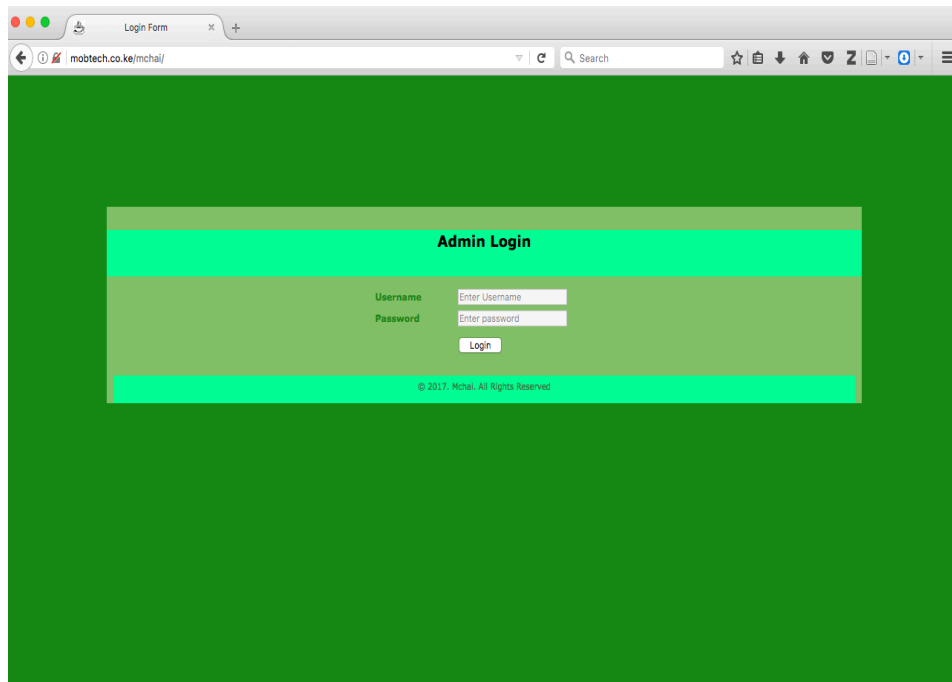 Login Form
mobtech.co.ke/mchai/
Search
Admin Login
Username Enter Username
Password Enter password
Login
© 2017. Mchai. All Rights Reserved